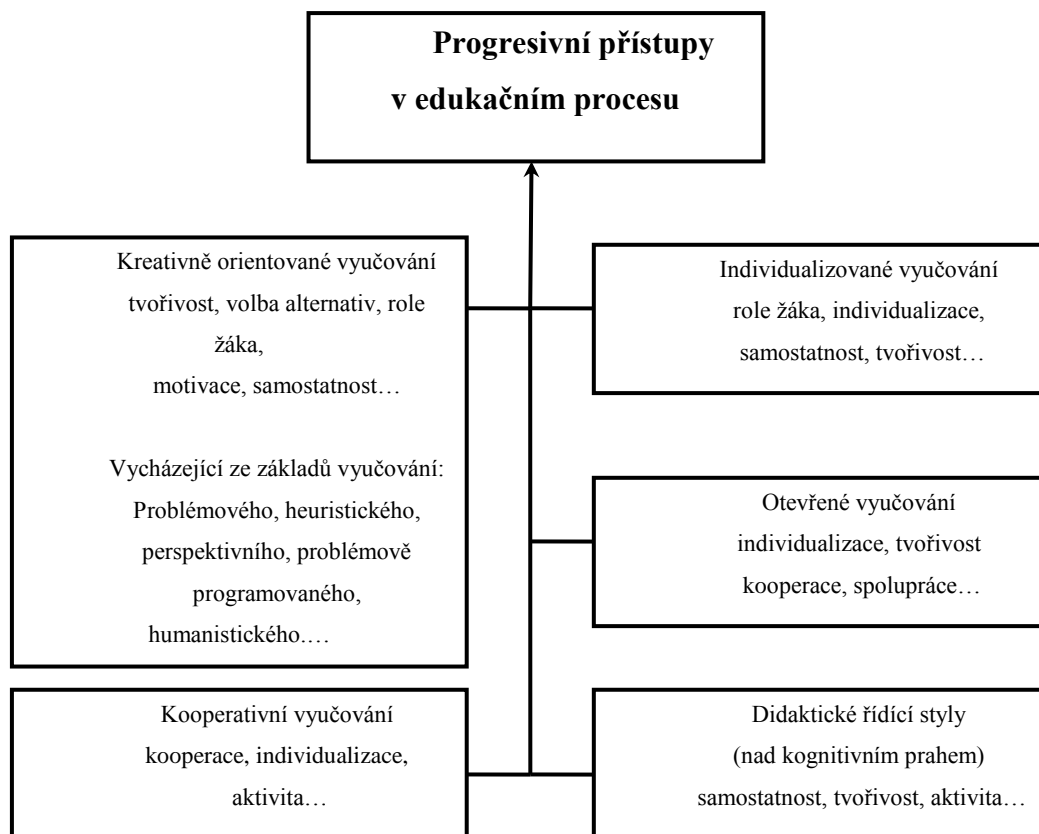 Progresivní přístupy
v edukačním procesu
Kreativně orientované vyučování
tvořivost, volba alternativ, role
žáka,
motivace, samostatnost…
Vycházející ze základů vyučování:
Problémového, heuristického,
perspektivního, problémově
programovaného,
humanistického.…
Individualizované vyučování
role žáka, individualizace,
samostatnost, tvořivost…
Otevřené vyučování
individualizace, tvořivost
kooperace, spolupráce…
Kooperativní vyučování
kooperace, individualizace,
aktivita…
Didaktické řídící styly
(nad kognitivním prahem)
samostatnost, tvořivost, aktivita…